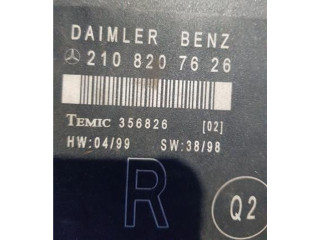 DAIMLER BENZ
210 820 76 26
TEMIC 356826 [02]
HW:04/99 SW:38/98
R
Q2